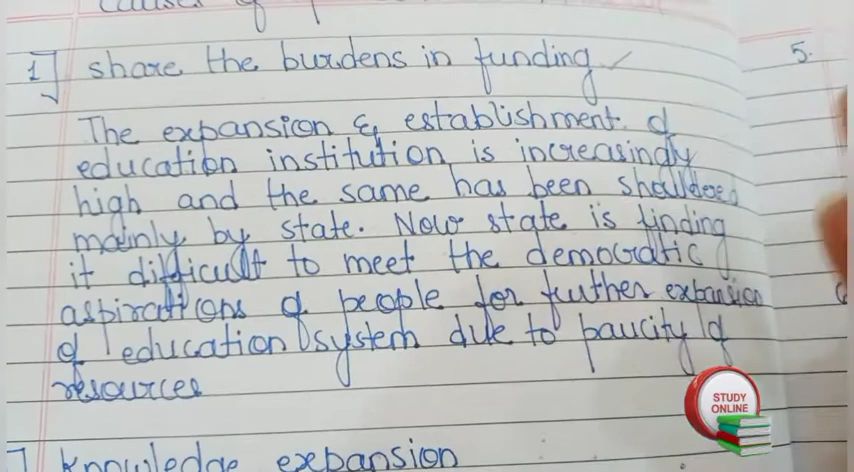 causes of
1] share the burdens in funding
5.
The expansion & establishment of
education institution is increasingly
high and the same has been shouldered
mainly by state. Now state is finding
it difficult to meet the democratic
aspirations of people for further expansion
of education system due to paucity of
resources
STUDY
ONLINE
] Knowledge expansion